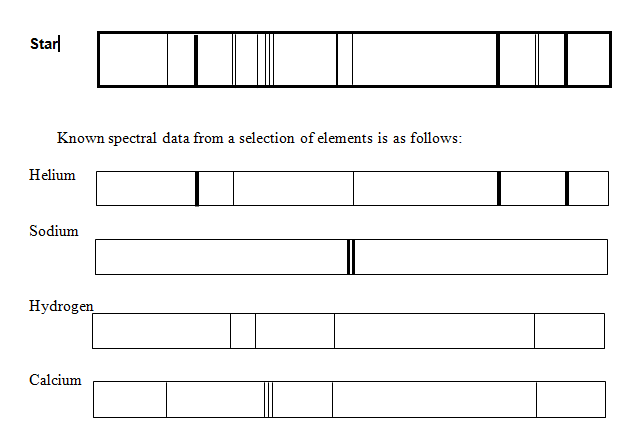 Star
Known spectral data from a selection of elements is as follows:
Helium
Sodium
Hydrogen
Calcium